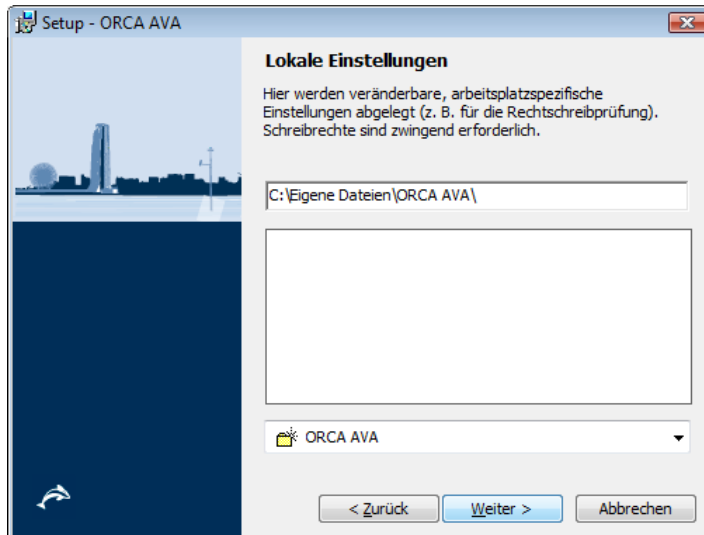 Setup - ORCA AVA
Lokale Einstellungen
Hier werden veränderbare, arbeitsplatzspezifische
Einstellungen abgelegt (z. B. für die Rechtschreibprüfung).
Schreibrechte sind zwingend erforderlich.
C:\Eigene Dateien\ORCA AVA\
ORCA AVA
< Zurück
Weiter >
Abbrechen